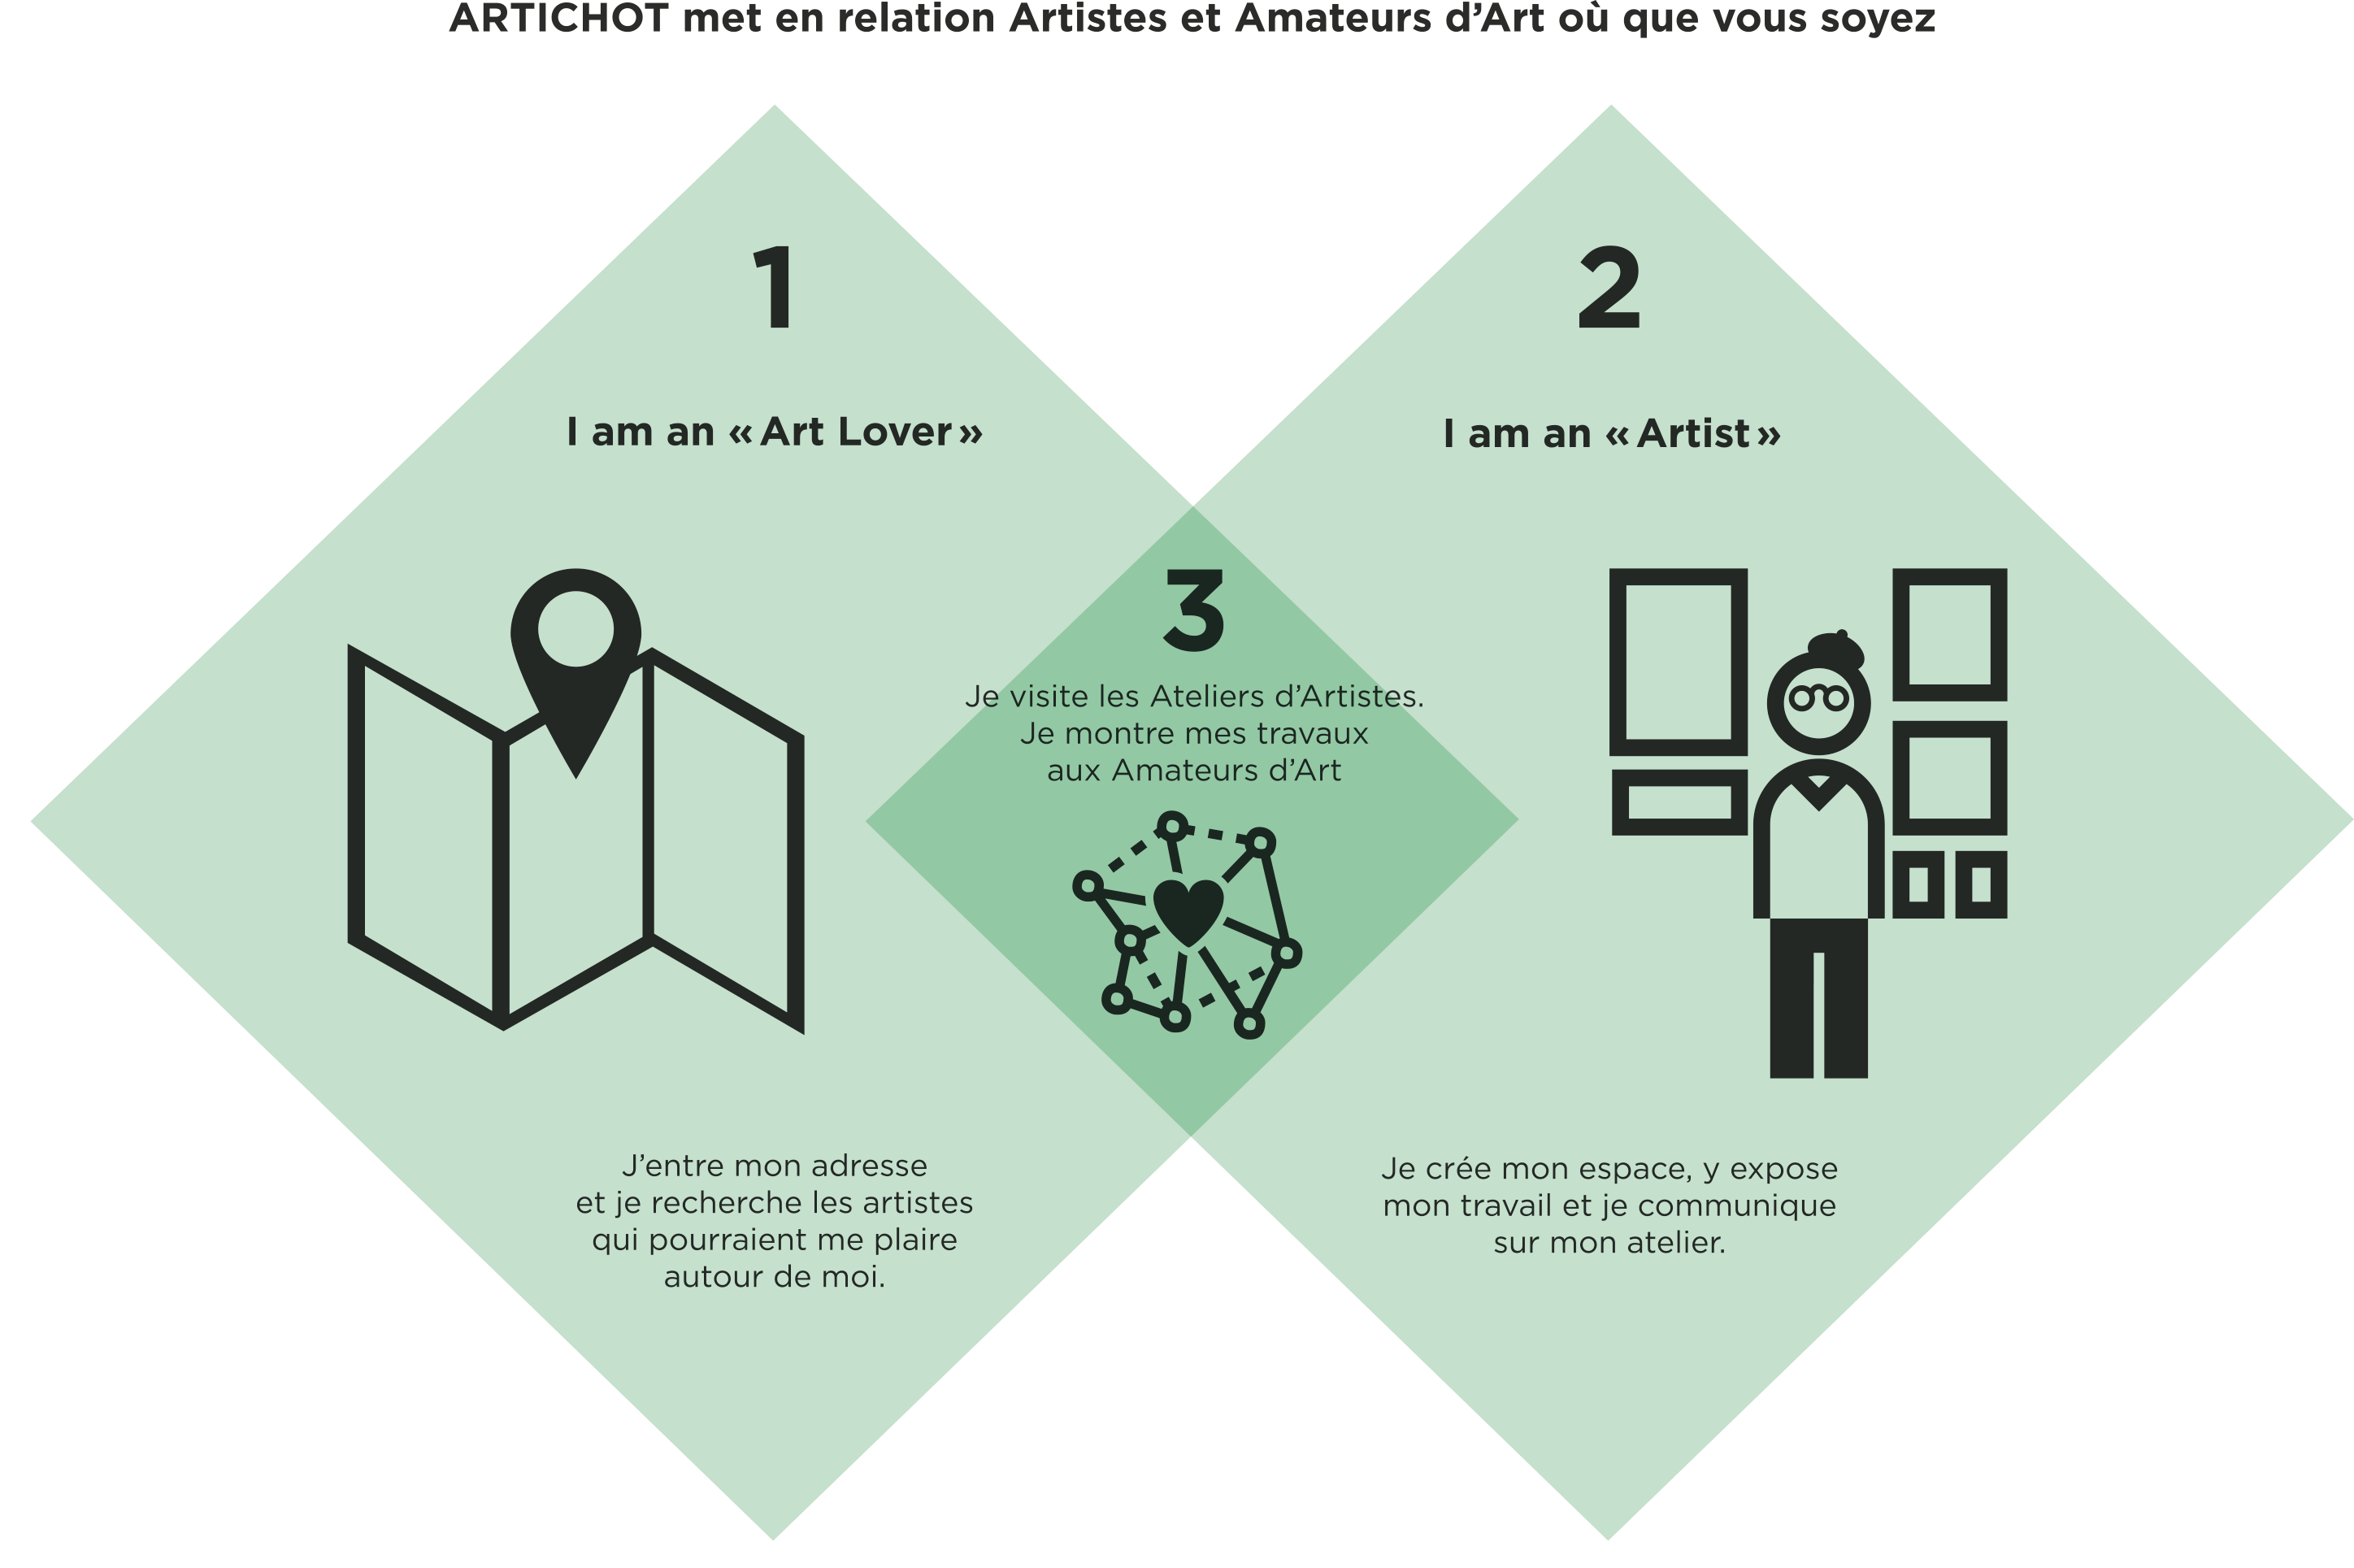 ARTICHOT met en relation Artistes et Amateurs d’Art où que vous soyez
1
I am an « Art Lover »
J’entre mon adresse
et je recherche les artistes
qui pourraient me plaire
autour de moi.
2
I am an « Artist »
Je crée mon espace, y expose
mon travail et je communique
sur mon atelier.
3
Je visite les Ateliers d’Artistes.
Je montre mes travaux
aux Amateurs d’Art